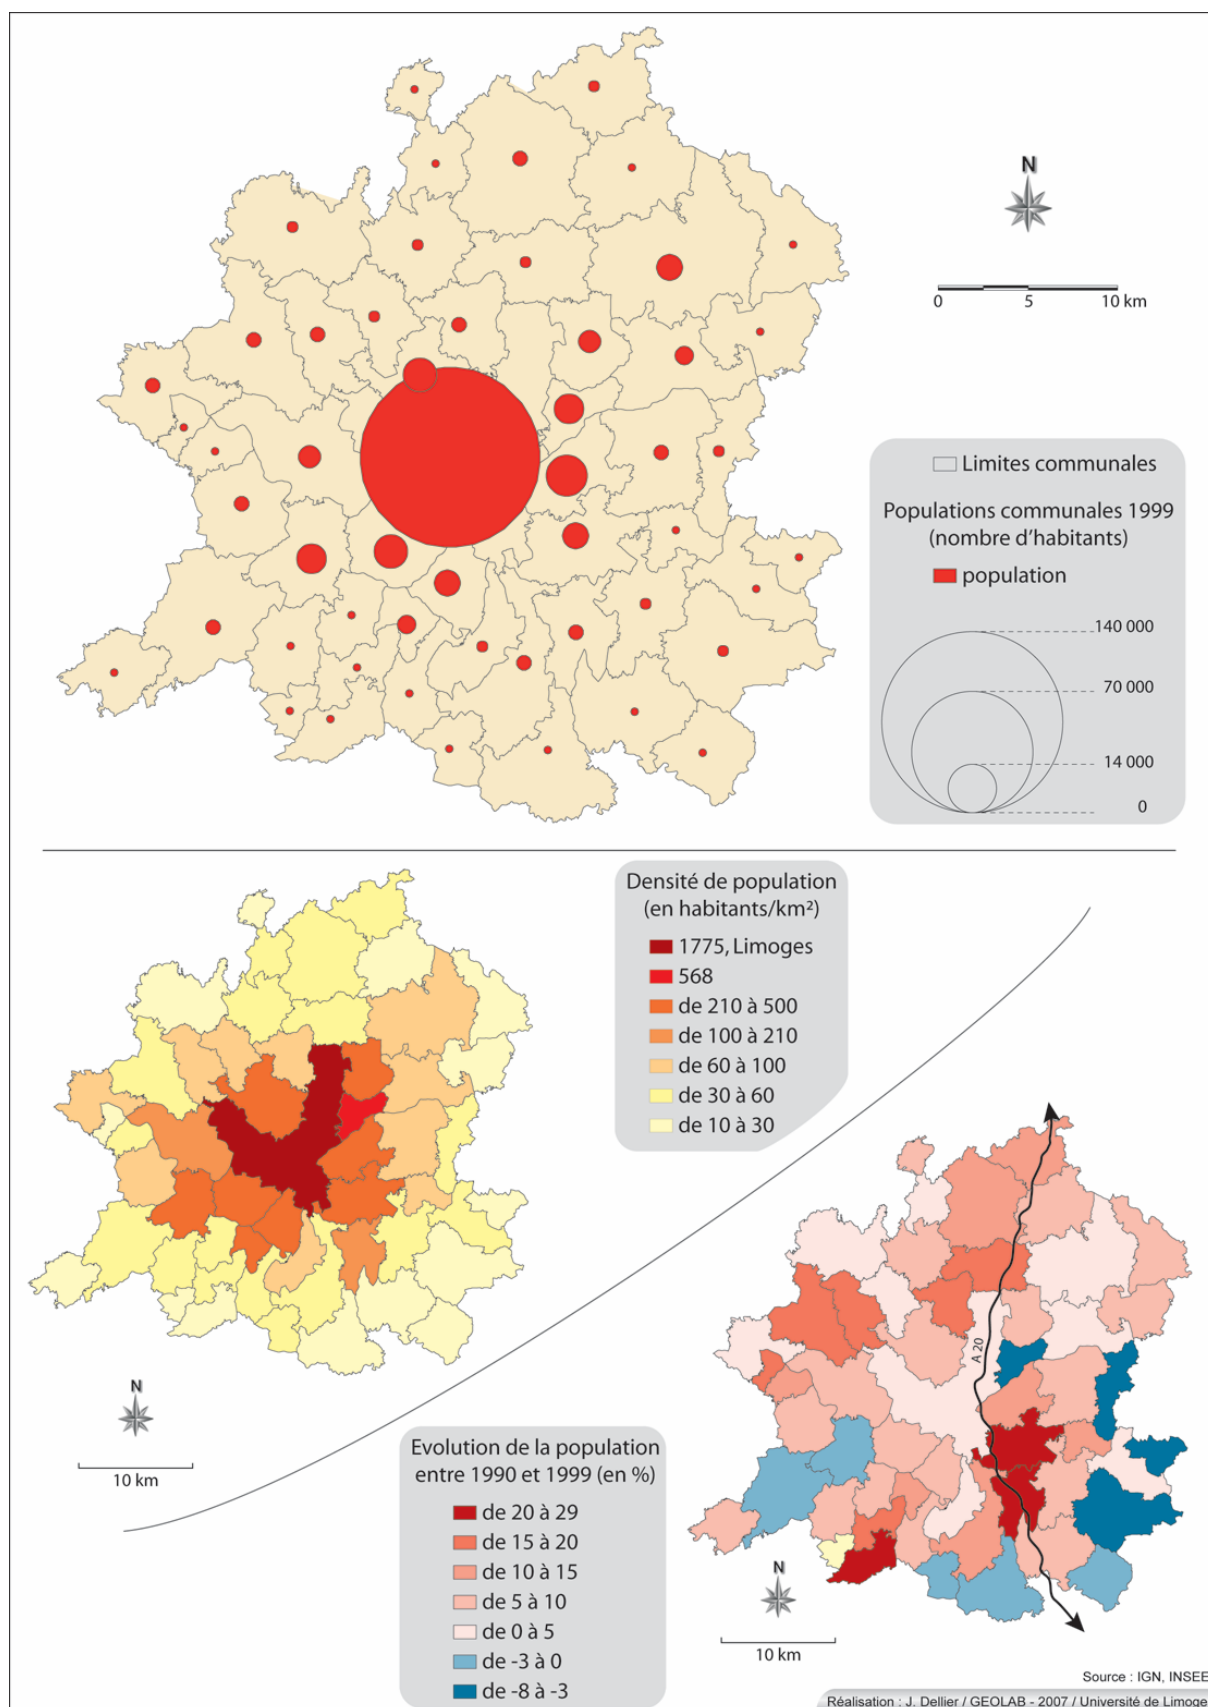 N
0 5 10 km
Limites communales
Populations communales 1999
(nombre d'habitants)
population
140 000
70 000
14 000
0
Densité de population
(en habitants/km²)
1775, Limoges
568
de 210 à 500
de 100 à 210
de 60 à 100
de 30 à 60
de 10 à 30
N
10 km
A 20
Evolution de la population
entre 1990 et 1999 (en %)
de 20 à 29
de 15 à 20
de 10 à 15
de 5 à 10
de 0 à 5
de -3 à 0
de -8 à -3
N
10 km
Source : IGN, INSEE
Réalisation : J. Dellier / GEOLAB - 2007 / Université de Limoge